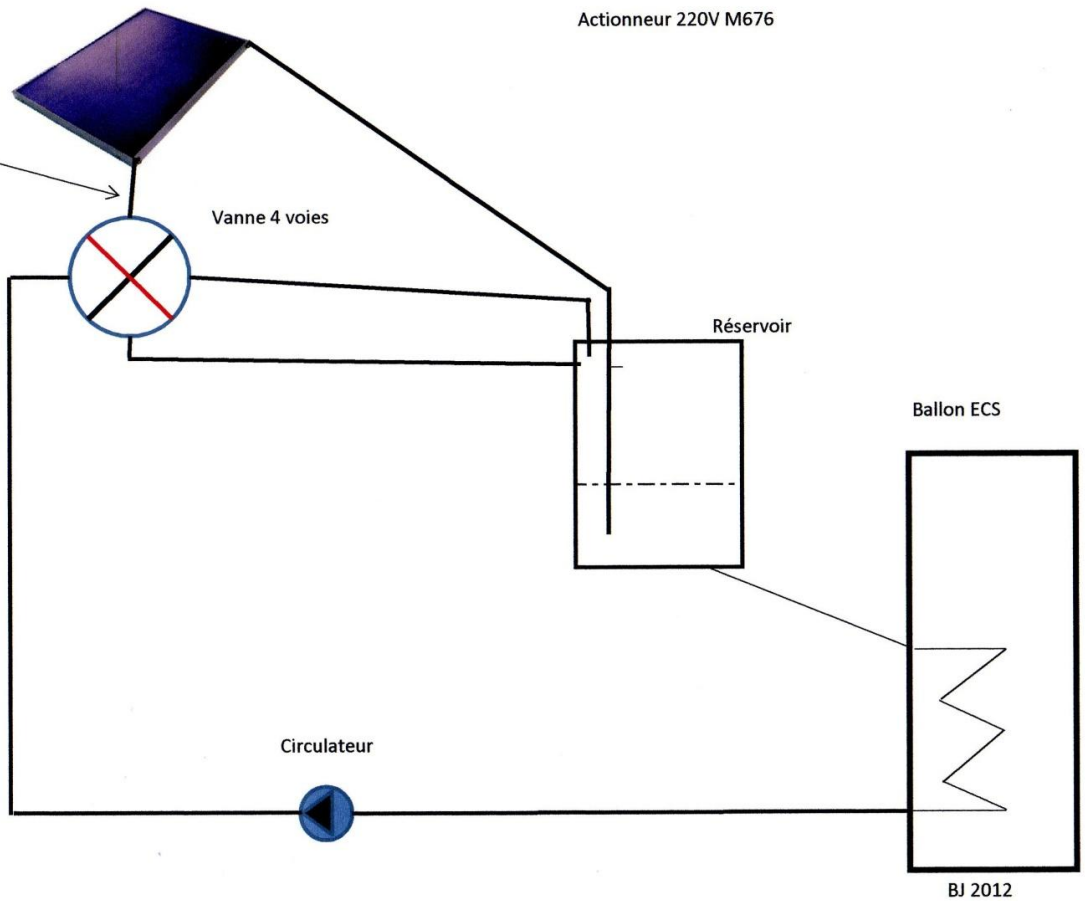 Actionneur 220V M676
Vanne 4 voies
Réservoir
Ballon ECS
Circulateur
BJ 2012